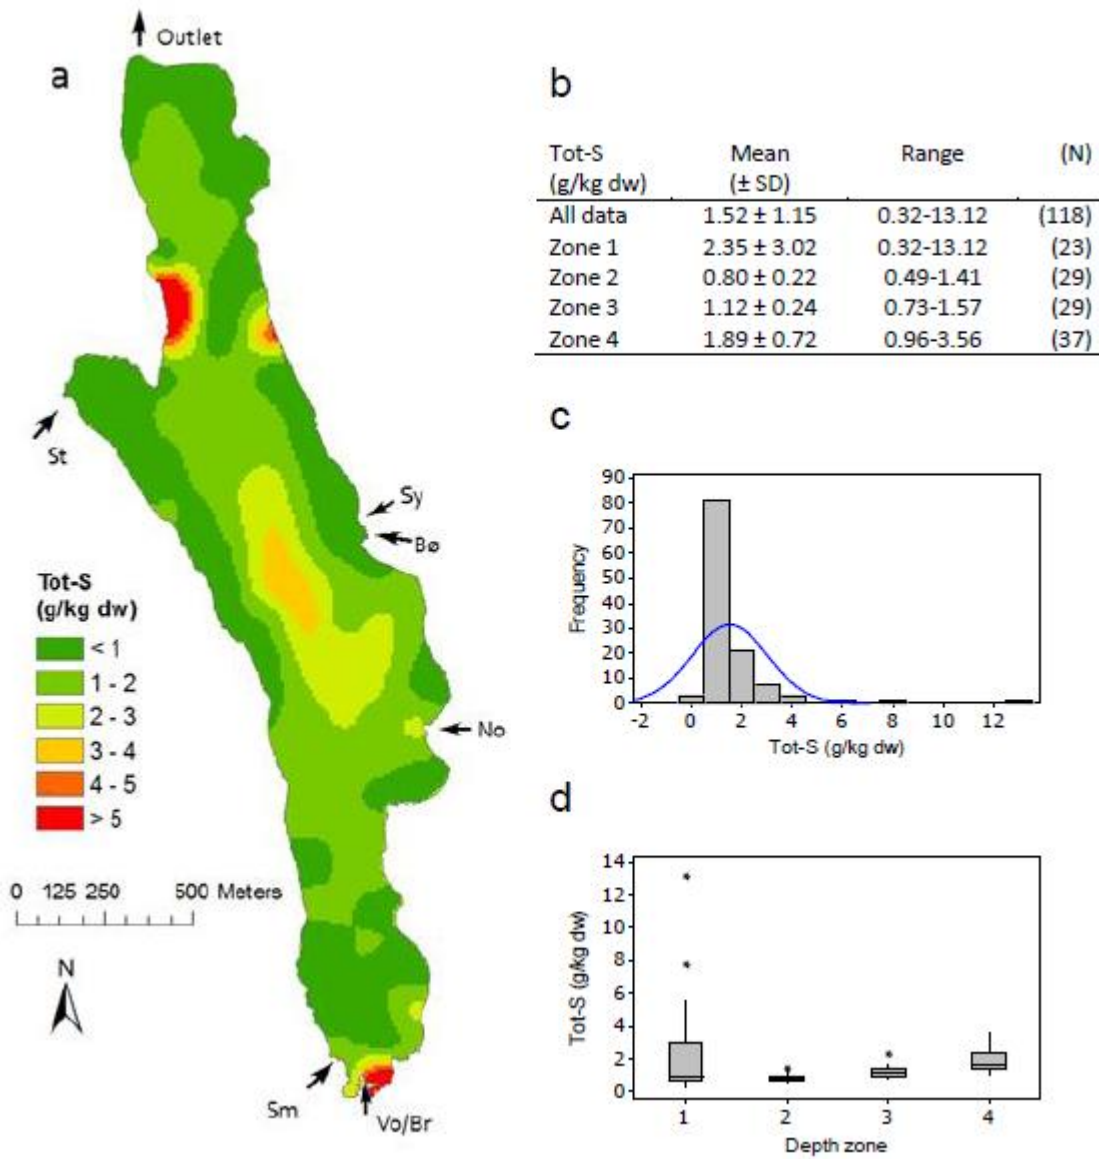 a
Outlet
St
Sy
Bø
No
Sm
Vo/Br
Tot-S
(g/kg dw)
< 1
1 - 2
2 - 3
3 - 4
4 - 5
> 5
0 125 250 500 Meters
N
b
Tot-S Mean Range (N)
(g/kg dw) (± SD)
All data 1.52 ± 1.15 0.32-13.12 (118)
Zone 1 2.35 ± 3.02 0.32-13.12 (23)
Zone 2 0.80 ± 0.22 0.49-1.41 (29)
Zone 3 1.12 ± 0.24 0.73-1.57 (29)
Zone 4 1.89 ± 0.72 0.96-3.56 (37)
c
Frequency
90
80
70
60
50
40
30
20
10
0
-2 0 2 4 6 8 10 12
Tot-S (g/kg dw)
d
Tot-S (g/kg dw)
14
12
10
8
6
4
2
0
1 2 3 4
Depth zone